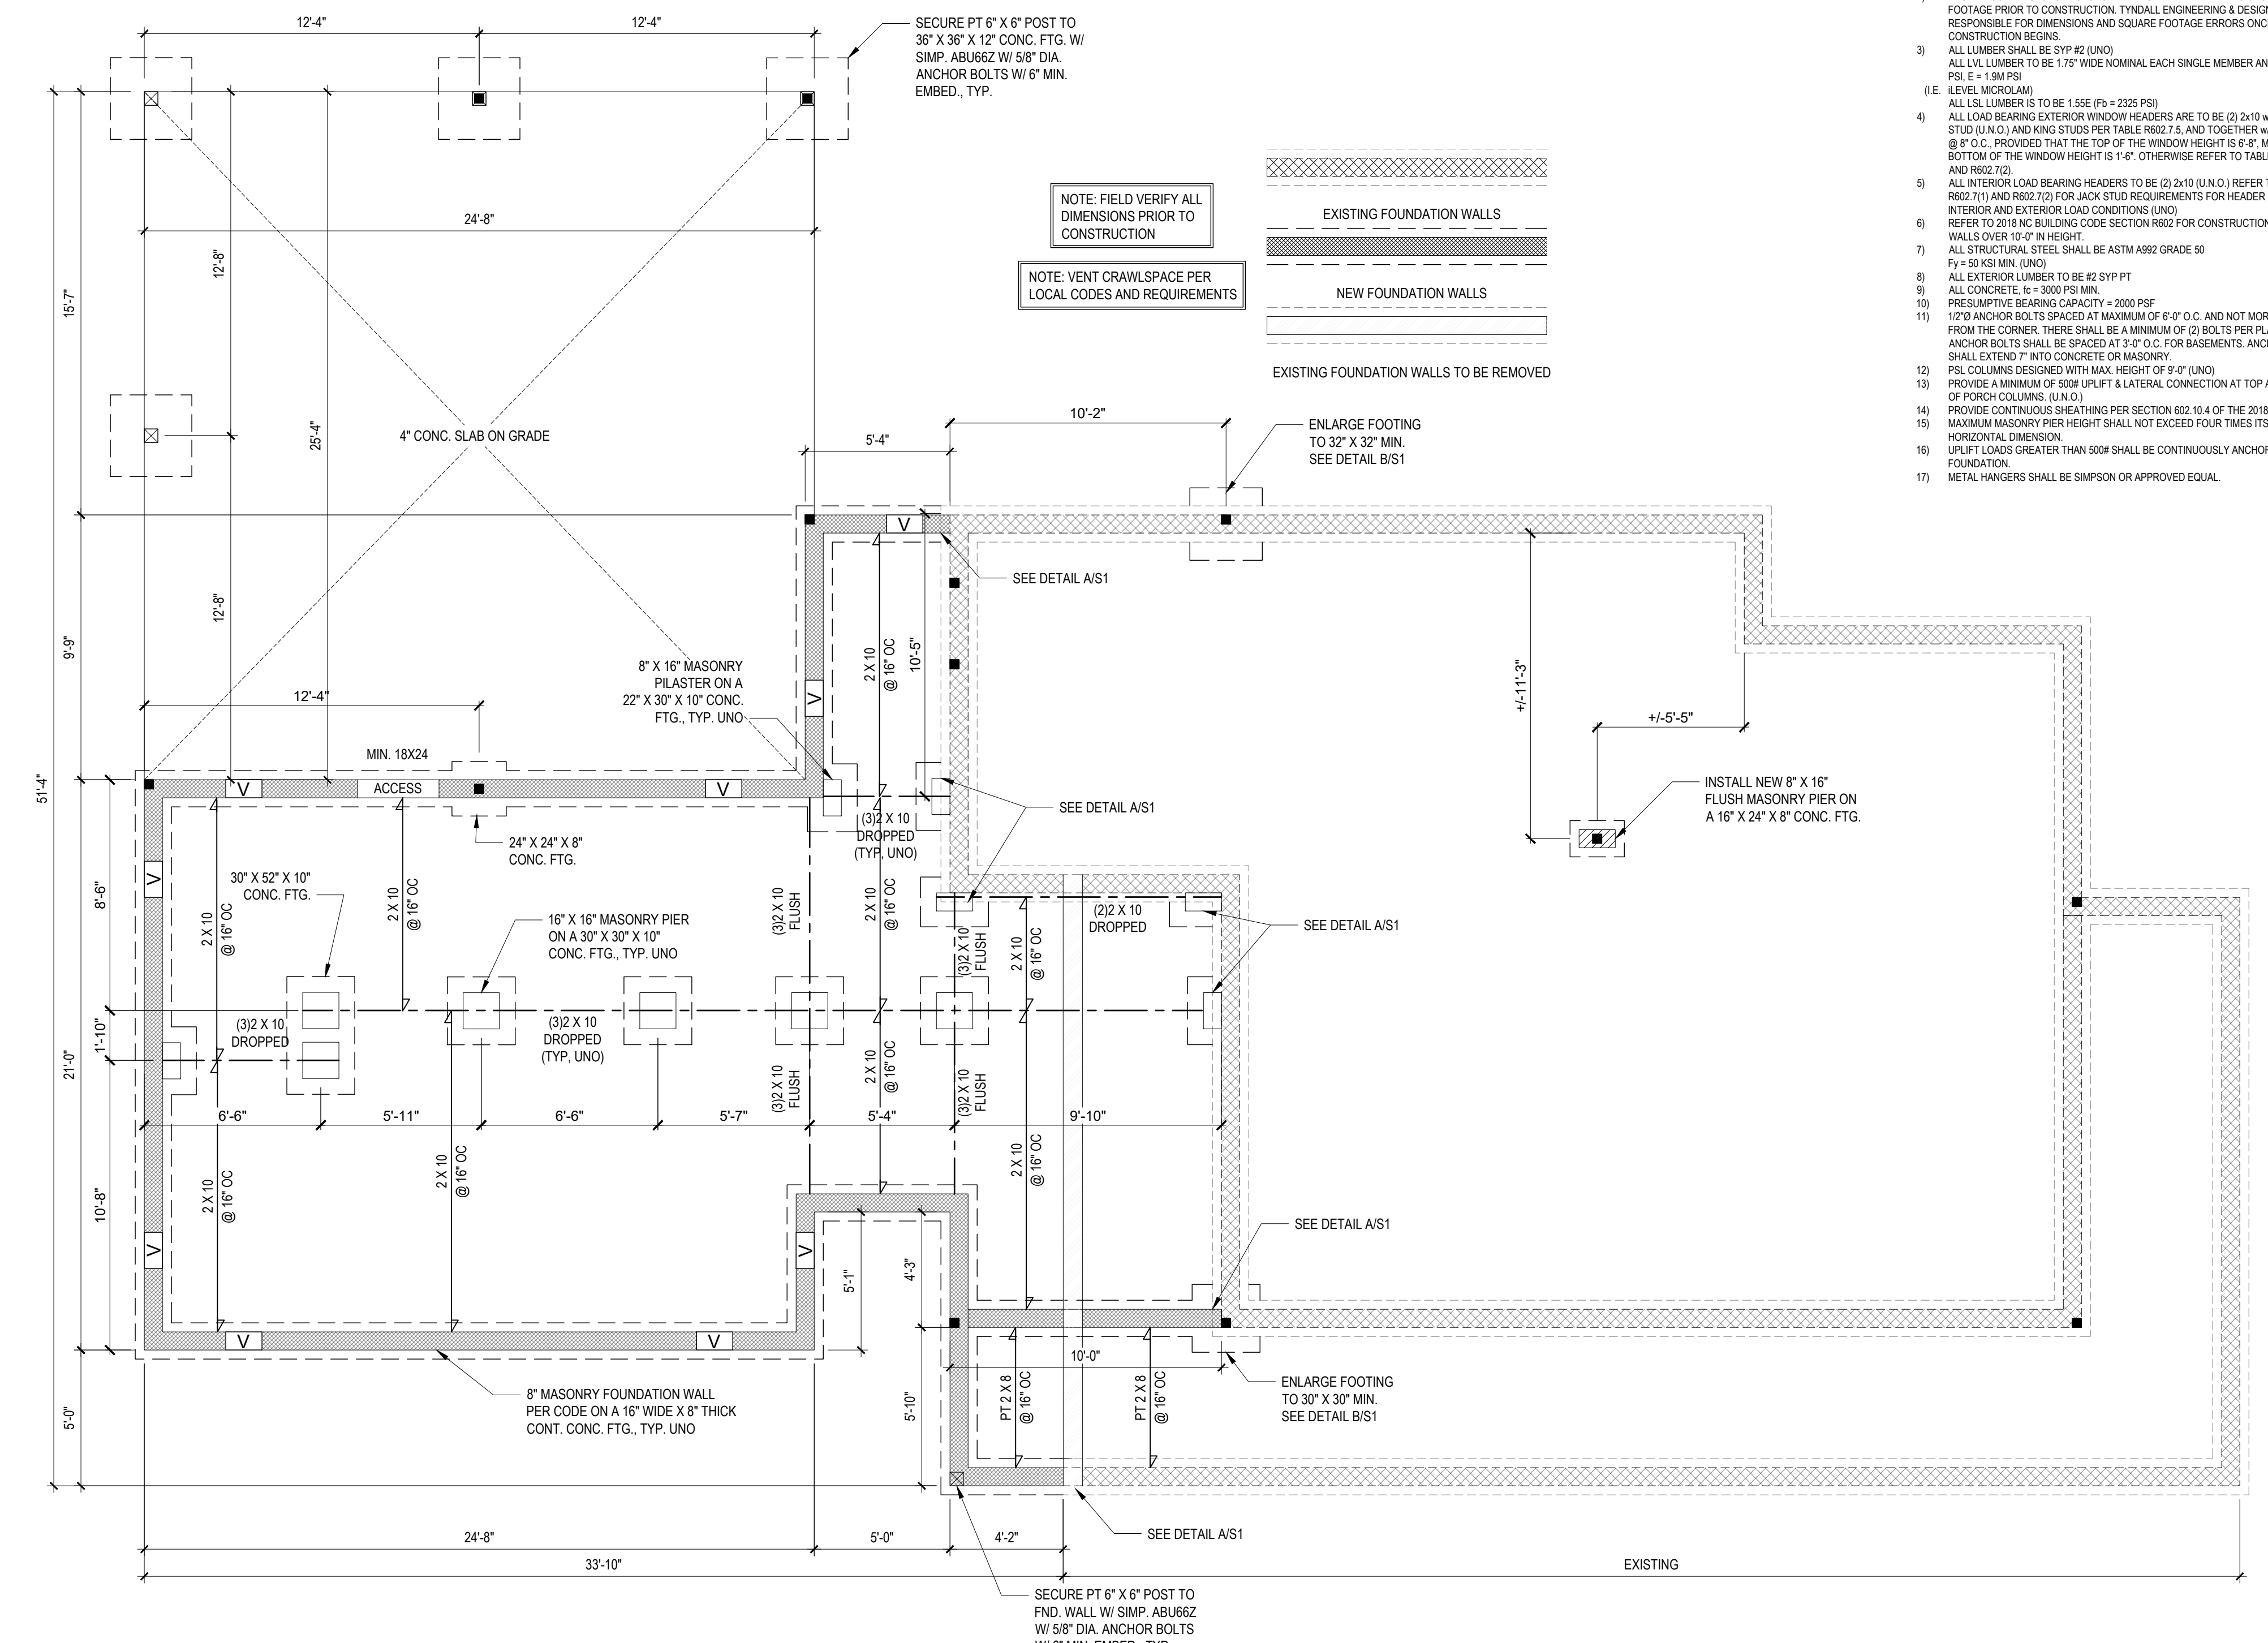 12'-4"
12'-4"
SECURE PT 6" X 6" POST TO
36" X 36" X 12" CONC. FTG. W/
SIMP. ABU66Z W/ 5/8" DIA.
ANCHOR BOLTS W/ 6" MIN.
EMBED., TYP.
24'-8"
12'-8"
15'-7"
25'-4"
4" CONC. SLAB ON GRADE
12'-8"
9'-9"
51'-4"
12'-4"
MIN. 18X24
ACCESS
V
V
V
V
V
V
V
V
V
NOTE: FIELD VERIFY ALL
DIMENSIONS PRIOR TO
CONSTRUCTION
NOTE: VENT CRAWLSPACE PER
LOCAL CODES AND REQUIREMENTS
EXISTING FOUNDATION WALLS
NEW FOUNDATION WALLS
EXISTING FOUNDATION WALLS TO BE REMOVED
FOOTAGE PRIOR TO CONSTRUCTION. TYNDALL ENGINEERING & DESIGN
RESPONSIBLE FOR DIMENSIONS AND SQUARE FOOTAGE ERRORS
CONSTRUCTION BEGINS.
3) ALL LUMBER SHALL BE SYP #2 (UNO)
ALL LVL LUMBER TO BE 1.75" WIDE NOMINAL EACH SINGLE MEMBER
PSI, E = 1.9M PSI
(I.E. iLEVEL MICROLAM)
ALL LSL LUMBER IS TO BE 1.55E (Fb = 2325 PSI)
4) ALL LOAD BEARING EXTERIOR WINDOW HEADERS ARE TO BE (2) 2x10
STUD (U.N.O.) AND KING STUDS PER TABLE R602.7.5, AND TOGETHER
@ 8" O.C., PROVIDED THAT THE TOP OF THE WINDOW HEIGHT IS 6'-8",
BOTTOM OF THE WINDOW HEIGHT IS 1'-6". OTHERWISE REFER TO
AND R602.7(2).
5) ALL INTERIOR LOAD BEARING HEADERS TO BE (2) 2x10 (U.N.O.) REFER
R602.7(1) AND R602.7(2) FOR JACK STUD REQUIREMENTS FOR HEADER
INTERIOR AND EXTERIOR LOAD CONDITIONS (UNO)
6) REFER TO 2018 NC BUILDING CODE SECTION R602 FOR CONSTRUCTION
WALLS OVER 10'-0" IN HEIGHT.
7) ALL STRUCTURAL STEEL SHALL BE ASTM A992 GRADE 50
Fy = 50 KSI MIN. (UNO)
8) ALL EXTERIOR LUMBER TO BE #2 SYP PT
9) ALL CONCRETE, fc = 3000 PSI MIN.
10) PRESUMPTIVE BEARING CAPACITY = 2000 PSF
11) 1/2"Ø ANCHOR BOLTS SPACED AT MAXIMUM OF 6'-0" O.C. AND NOT
FROM THE CORNER. THERE SHALL BE A MINIMUM OF (2) BOLTS PER
ANCHOR BOLTS SHALL BE SPACED AT 3'-0" O.C. FOR BASEMENTS.
SHALL EXTEND 7" INTO CONCRETE OR MASONRY.
12) PSL COLUMNS DESIGNED WITH MAX. HEIGHT OF 9'-0" (UNO)
13) PROVIDE A MINIMUM OF 500# UPLIFT & LATERAL CONNECTION AT TOP
OF PORCH COLUMNS. (U.N.O.)
14) PROVIDE CONTINUOUS SHEATHING PER SECTION 602.10.4 OF THE 2018
15) MAXIMUM MASONRY PIER HEIGHT SHALL NOT EXCEED FOUR TIMES ITS
HORIZONTAL DIMENSION.
16) UPLIFT LOADS GREATER THAN 500# SHALL BE CONTINUOUSLY
FOUNDATION.
17) METAL HANGERS SHALL BE SIMPSON OR APPROVED EQUAL.
10'-2"
5'-4"
ENLARGE FOOTING
TO 32" X 32" MIN.
SEE DETAIL B/S1
SEE DETAIL A/S1
2 X 10
@ 16" OC
10'-5"
8" X 16" MASONRY
PILASTER ON A
22" X 30" X 10" CONC.
FTG., TYP. UNO
SEE DETAIL A/S1
(3)2 X 10
DROPPED
(TYP, UNO)
+/-11'-3"
+/-5'-5"
INSTALL NEW 8" X 16"
FLUSH MASONRY PIER ON
A 16" X 24" X 8" CONC. FTG.
24" X 24" X 8"
CONC. FTG.
30" X 52" X 10"
CONC. FTG.
8'-6"
2 X 10
@ 16" OC
2 X 10
@ 16" OC
16" X 16" MASONRY PIER
ON A 30" X 30" X 10"
CONC. FTG., TYP. UNO
(3)2 X 10
FLUSH
2 X 10
@ 16" OC
(3)2 X 10
FLUSH
2 X 10
@ 16" OC
(2)2 X 10
DROPPED
SEE DETAIL A/S1
1'-10"
21'-0"
(3)2 X 10
DROPPED
(3)2 X 10
DROPPED
(TYP, UNO)
(3)2 X 10
FLUSH
2 X 10
@ 16" OC
(3)2 X 10
FLUSH
6'-6"
5'-11"
6'-6"
5'-7"
5'-4"
9'-10"
10'-8"
2 X 10
@ 16" OC
2 X 10
@ 16" OC
2 X 10
@ 16" OC
SEE DETAIL A/S1
5'-1"
4'-3"
10'-0"
8" MASONRY FOUNDATION WALL
PER CODE ON A 16" WIDE X 8" THICK
CONT. CONC. FTG., TYP. UNO
5'-0"
5'-10"
PT 2 X 8
@ 16" OC
PT 2 X 8
@ 16" OC
ENLARGE FOOTING
TO 30" X 30" MIN.
SEE DETAIL B/S1
24'-8"
5'-0"
4'-2"
SEE DETAIL A/S1
33'-10"
EXISTING
SECURE PT 6" X 6" POST TO
FND. WALL W/ SIMP. ABU66Z
W/ 5/8" DIA. ANCHOR BOLTS